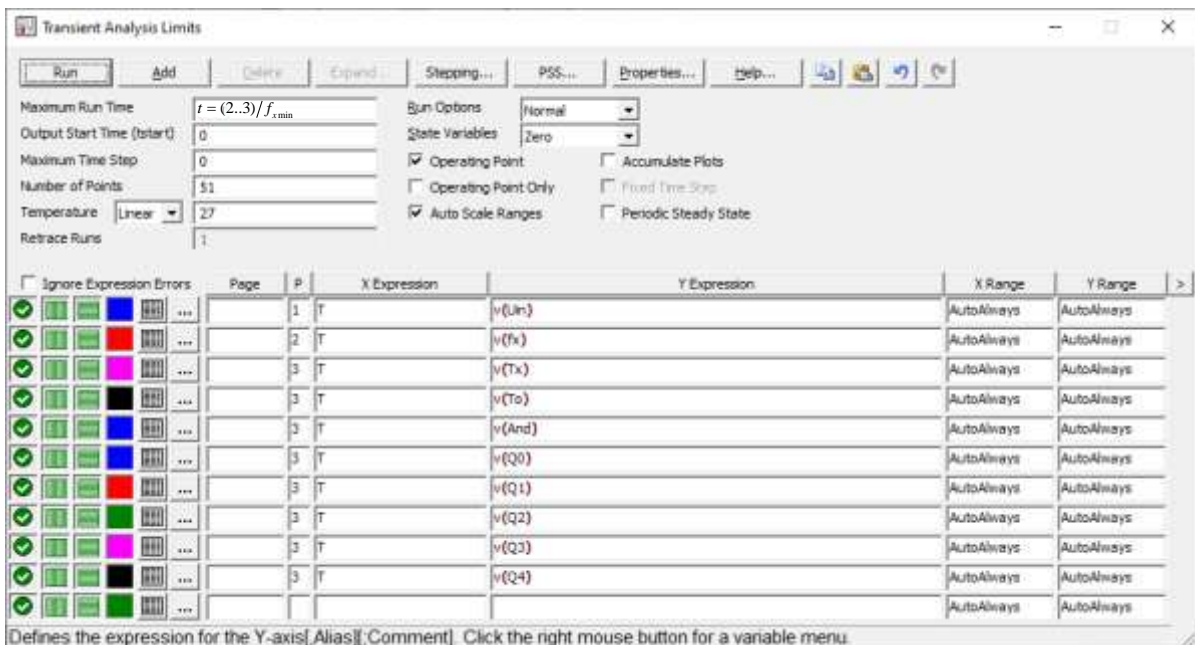 Transient Analysis Limits
Run Add Delete Expand... Stepping... PSS... Properties... Help...
Maximum Run Time t = (2..3)/f_xmin Run Options Normal
Output Start Time (tstart) 0 State Variables Zero
Maximum Time Step 0 Operating Point Accumulate Plots
Number of Points 51 Operating Point Only Fixed Time Step
Temperature Linear 27 Auto Scale Ranges Periodic Steady State
Retrace Runs 1
Ignore Expression Errors Page P X Expression Y Expression X Range Y Range >
... 1 T v(Uin) AutoAlways AutoAlways
... 2 T v(fx) AutoAlways AutoAlways
... 3 T v(Tx) AutoAlways AutoAlways
... 3 T v(To) AutoAlways AutoAlways
... 3 T v(And) AutoAlways AutoAlways
... 3 T v(Q0) AutoAlways AutoAlways
... 3 T v(Q1) AutoAlways AutoAlways
... 3 T v(Q2) AutoAlways AutoAlways
... 3 T v(Q3) AutoAlways AutoAlways
... 3 T v(Q4) AutoAlways AutoAlways
... AutoAlways AutoAlways
Defines the expression for the Y-axis[,Alias][;Comment]. Click the right mouse button for a variable menu.